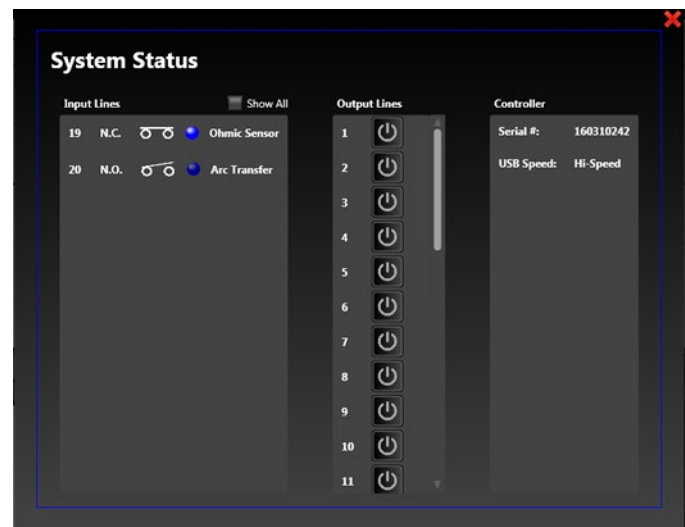 System Status
Input Lines
Show All
19 N.C. Ohmic Sensor
20 N.O. Arc Transfer
Output Lines
1
2
3
4
5
6
7
8
9
10
11
Controller
Serial #: 160310242
USB Speed: Hi-Speed